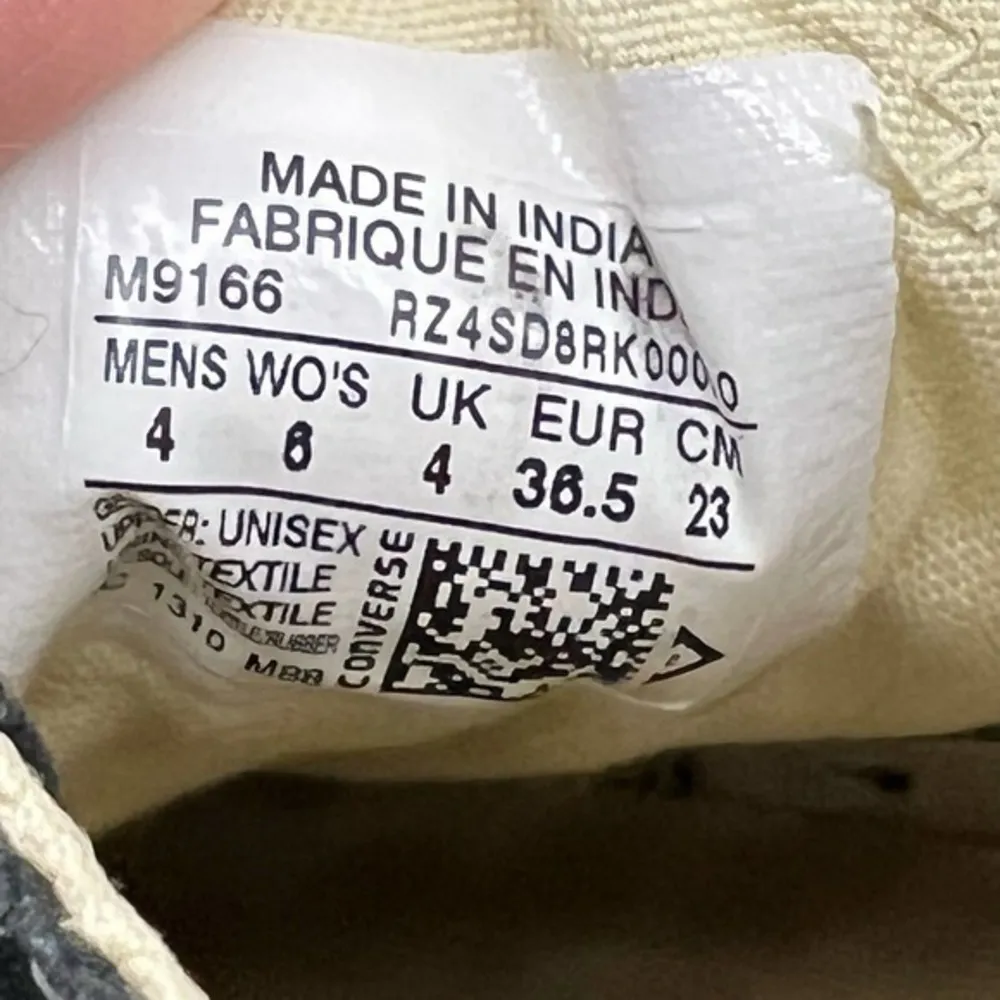 MADE IN INDIA
FABRIQUE EN IND
M9166 RZ4SD8RK000
MENS WO'S UK EUR CM
4 6 4 36.5 23
UNISEX
TEXTILE
TEXTILE
RUBBER
1310
CONVERSE